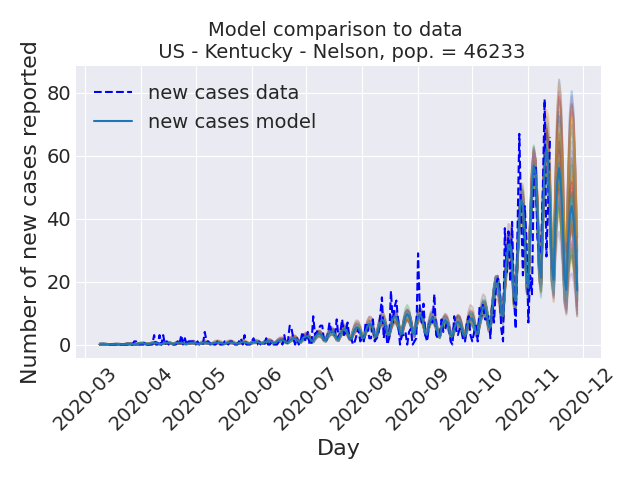 Model comparison to data
US - Kentucky - Nelson, pop. = 46233
Number of new cases reported
80
60
40
20
0
new cases data
new cases model
2020-03
2020-04
2020-05
2020-06
2020-07
2020-08
2020-09
2020-10
2020-11
2020-12
Day